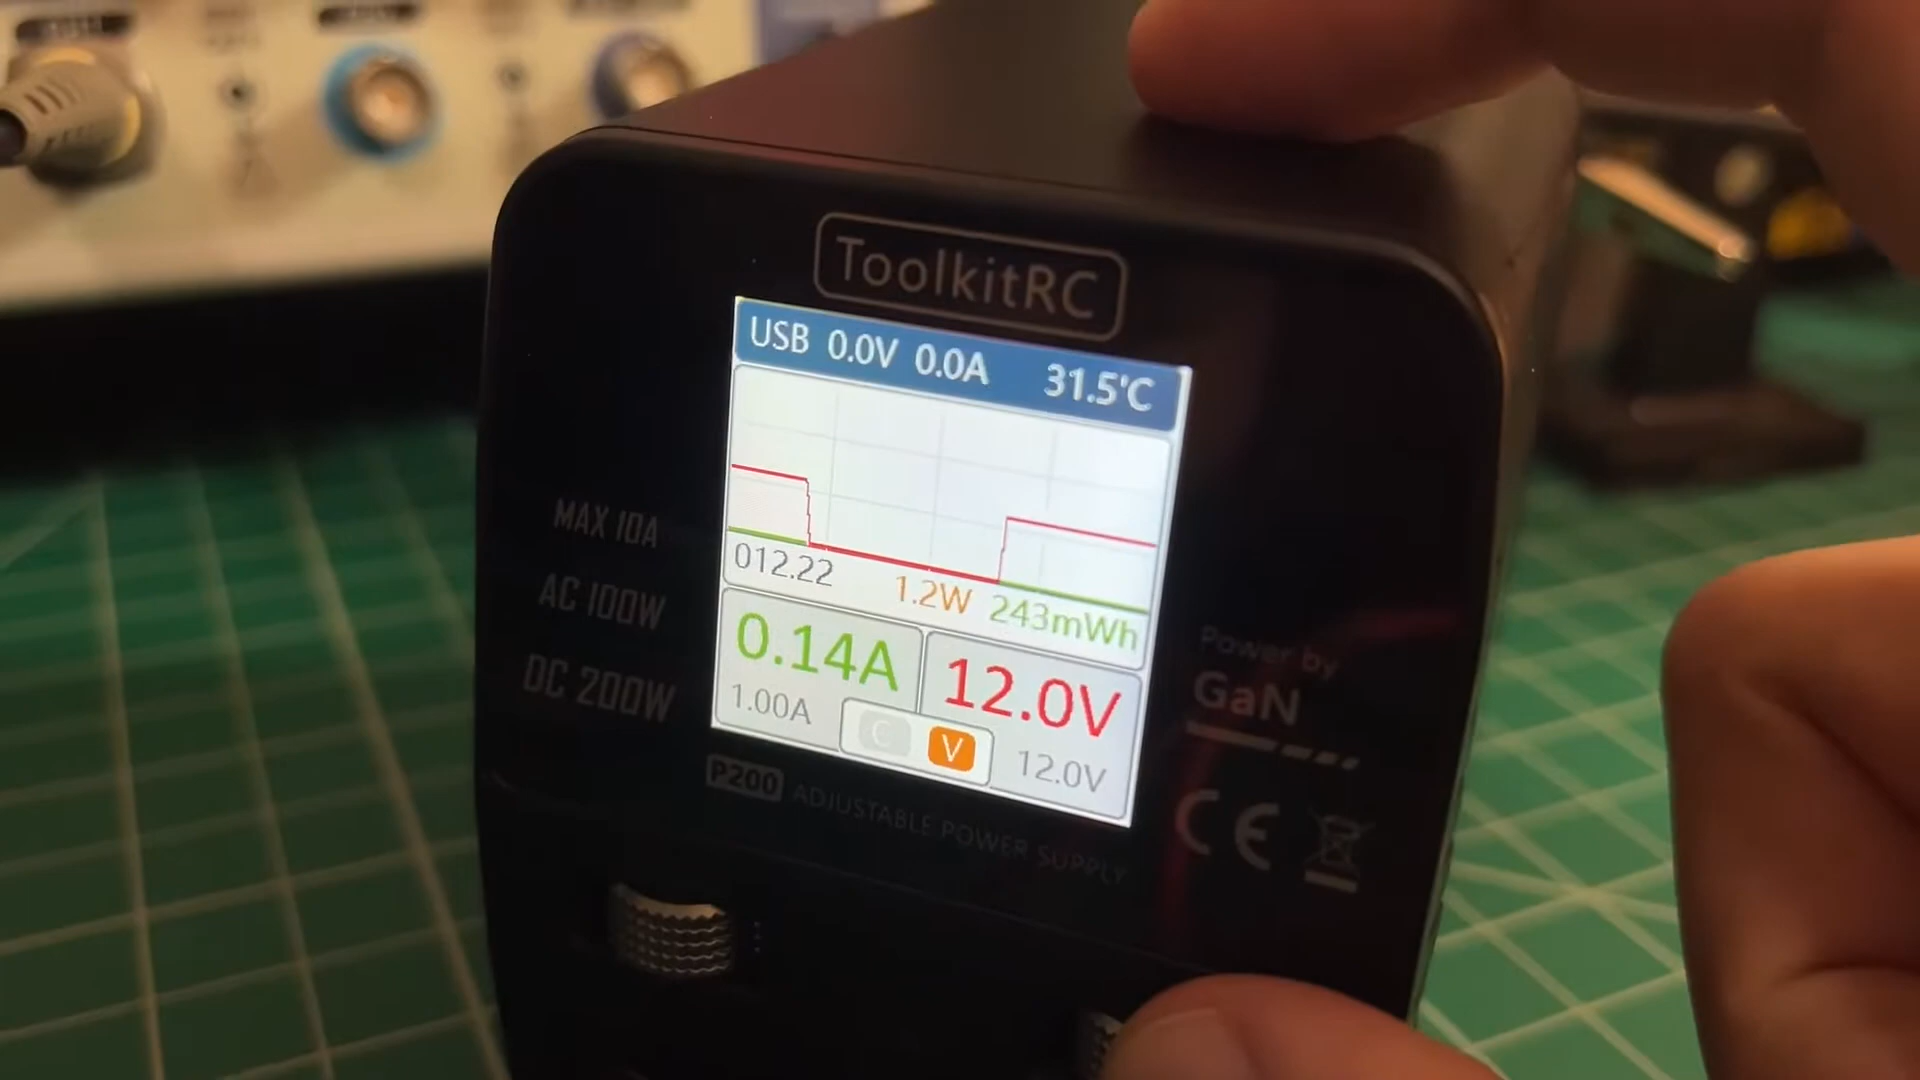 ToolkitRC
USB 0.0V 0.0A 31.5°C
012.22 1.2W 243mWh
0.14A 12.0V
1.00A C V 12.0V
MAX 10A
AC 100W
DC 200W
Power by
GaN
CE
P200 ADJUSTABLE POWER SUPPLY